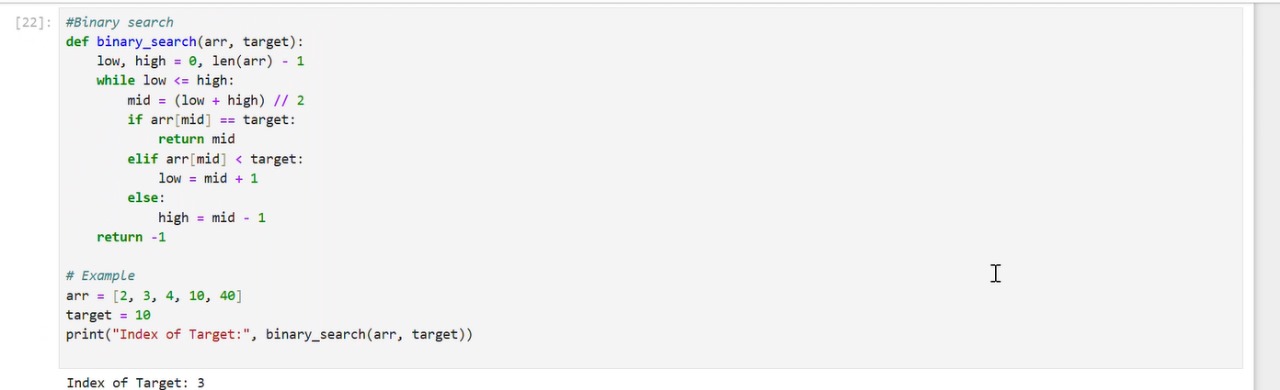 [22]: #Binary search
def binary_search(arr, target):
    low, high = 0, len(arr) - 1
    while low <= high:
        mid = (low + high) // 2
        if arr[mid] == target:
            return mid
        elif arr[mid] < target:
            low = mid + 1
        else:
            high = mid - 1
    return -1

# Example
arr = [2, 3, 4, 10, 40]
target = 10
print("Index of Target:", binary_search(arr, target))
Index of Target: 3